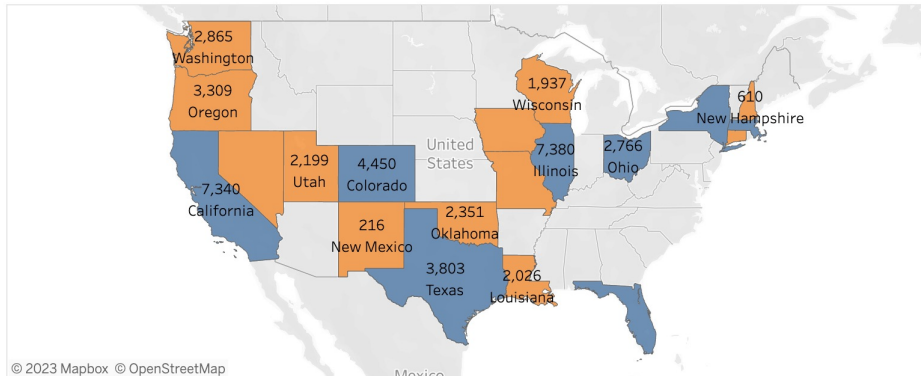 2,865
Washington
3,309
Oregon
7,340
California
2,199
Utah
4,450
Colorado
216
New Mexico
2,351
Oklahoma
3,803
Texas
2,026
Louisiana
United
States
1,937
Wisconsin
7,380
Illinois
2,766
Ohio
610
New Hampshire
Mexico
© 2023 Mapbox © OpenStreetMap